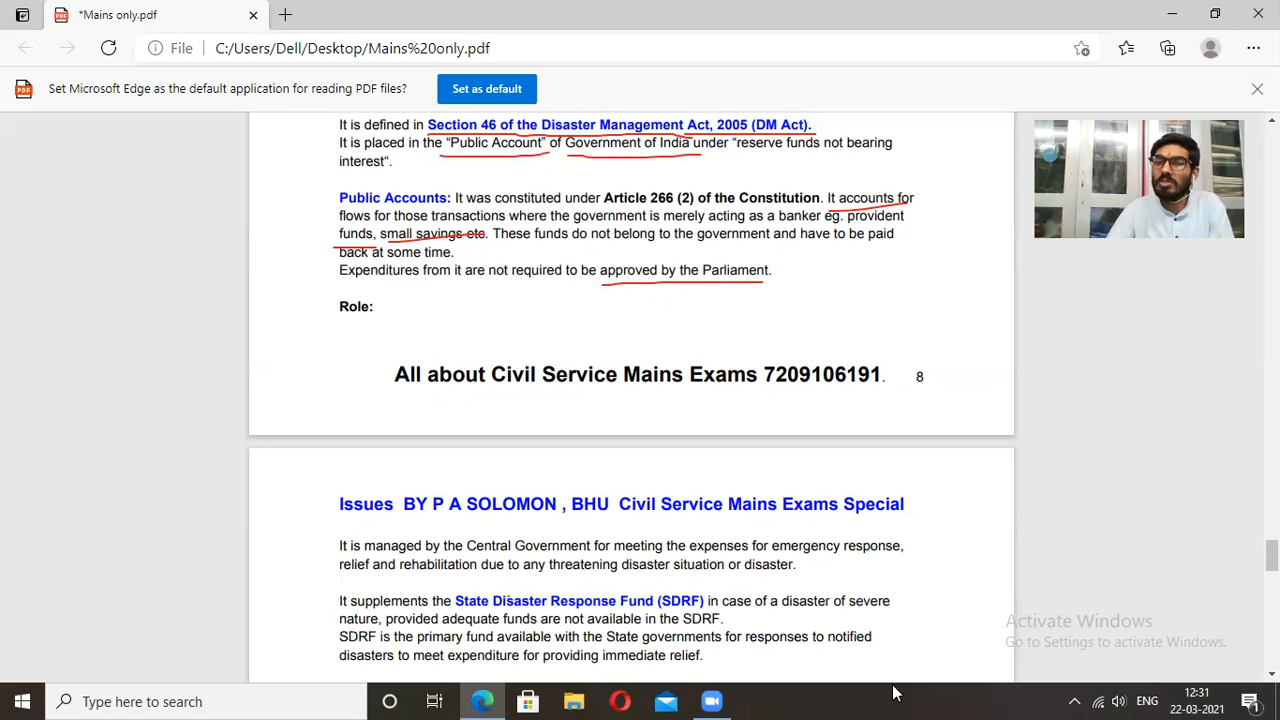 *Mains only.pdf
File
C:/Users/Dell/Desktop/Mains%20only.pdf
Set Microsoft Edge as the default application for reading PDF files?
Set as default
It is defined in Section 46 of the Disaster Management Act, 2005 (DM Act).
It is placed in the “Public Account” of Government of India under “reserve funds not bearing
interest“.
Public Accounts: It was constituted under Article 266 (2) of the Constitution. It accounts for
flows for those transactions where the government is merely acting as a banker eg. provident
funds, small savings etc. These funds do not belong to the government and have to be paid
back at some time.
Expenditures from it are not required to be approved by the Parliament.
Role:
All about Civil Service Mains Exams 7209106191. 8
Issues BY P A SOLOMON , BHU Civil Service Mains Exams Special
It is managed by the Central Government for meeting the expenses for emergency response,
relief and rehabilitation due to any threatening disaster situation or disaster.
It supplements the State Disaster Response Fund (SDRF) in case of a disaster of severe
nature, provided adequate funds are not available in the SDRF.
SDRF is the primary fund available with the State governments for responses to notified
disasters to meet expenditure for providing immediate relief.
Activate Windows
Go to Settings to activate Windows.
Type here to search
ENG
12:31
22-03-2021